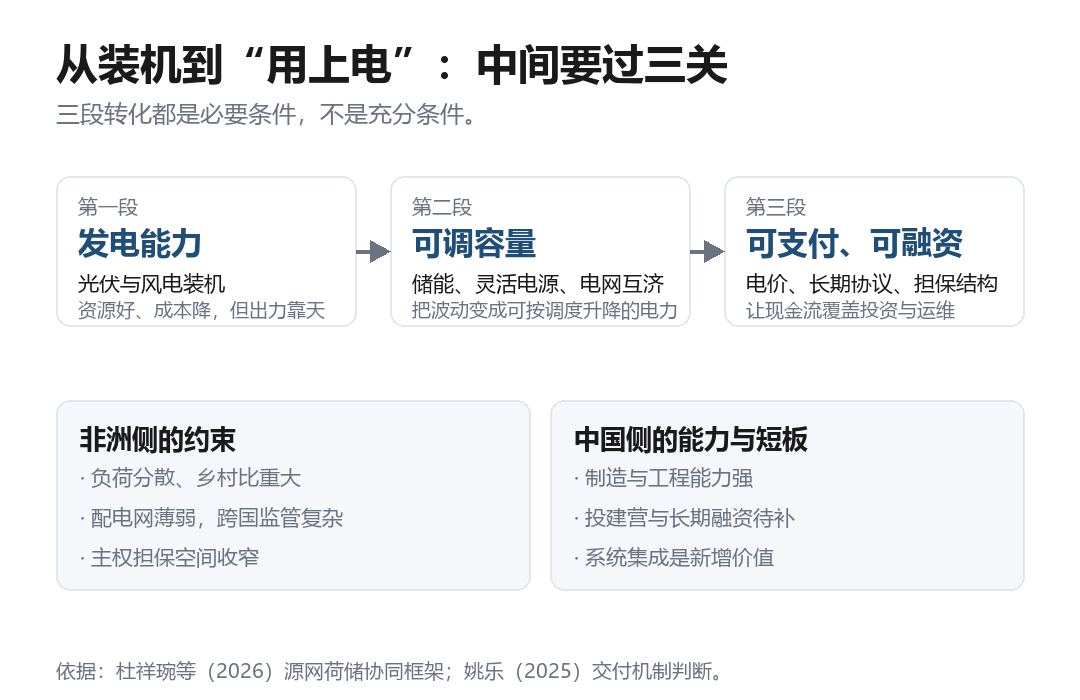 从装机到“用上电”：中间要过三关
三段转化都是必要条件，不是充分条件。
第一段
发电能力
光伏与风电装机
资源好、成本降，但出力靠天
第二段
可调容量
储能、灵活电源、电网互济
把波动变成可按调度升降的电力
第三段
可支付、可融资
电价、长期协议、担保结构
让现金流覆盖投资与运维
非洲侧的约束
· 负荷分散、乡村比重大
· 配电网薄弱，跨国监管复杂
· 主权担保空间收窄
中国侧的能力与短板
· 制造与工程能力强
· 投建营与长期融资待补
· 系统集成是新增价值
依据：杜祥琬等（2026）源网荷储协同框架；姚乐（2025）交付机制判断。